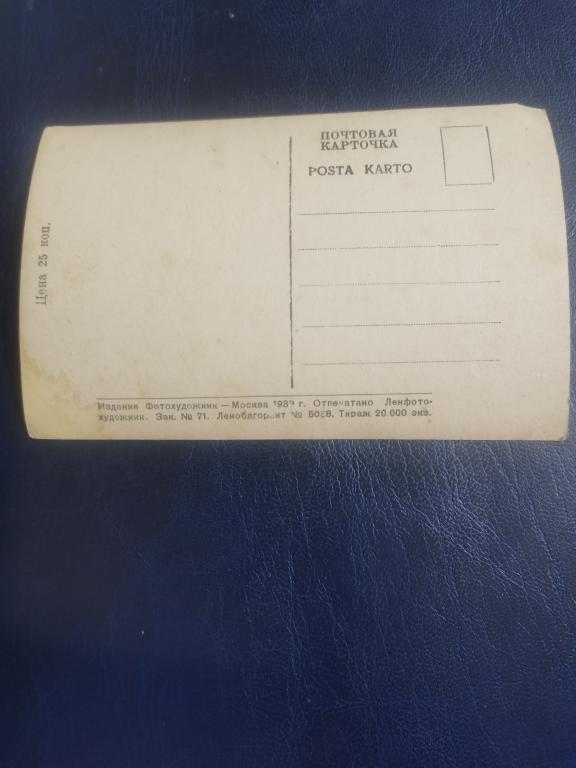 ПОЧТОВАЯ
КАРТОЧКА
POSTA KARTO
Цена 25 коп.
Издание Фотохудожник — Москва г. Отпечатано Ленфото-
художник. Зак. № 71. № Тираж 20.000 экз.